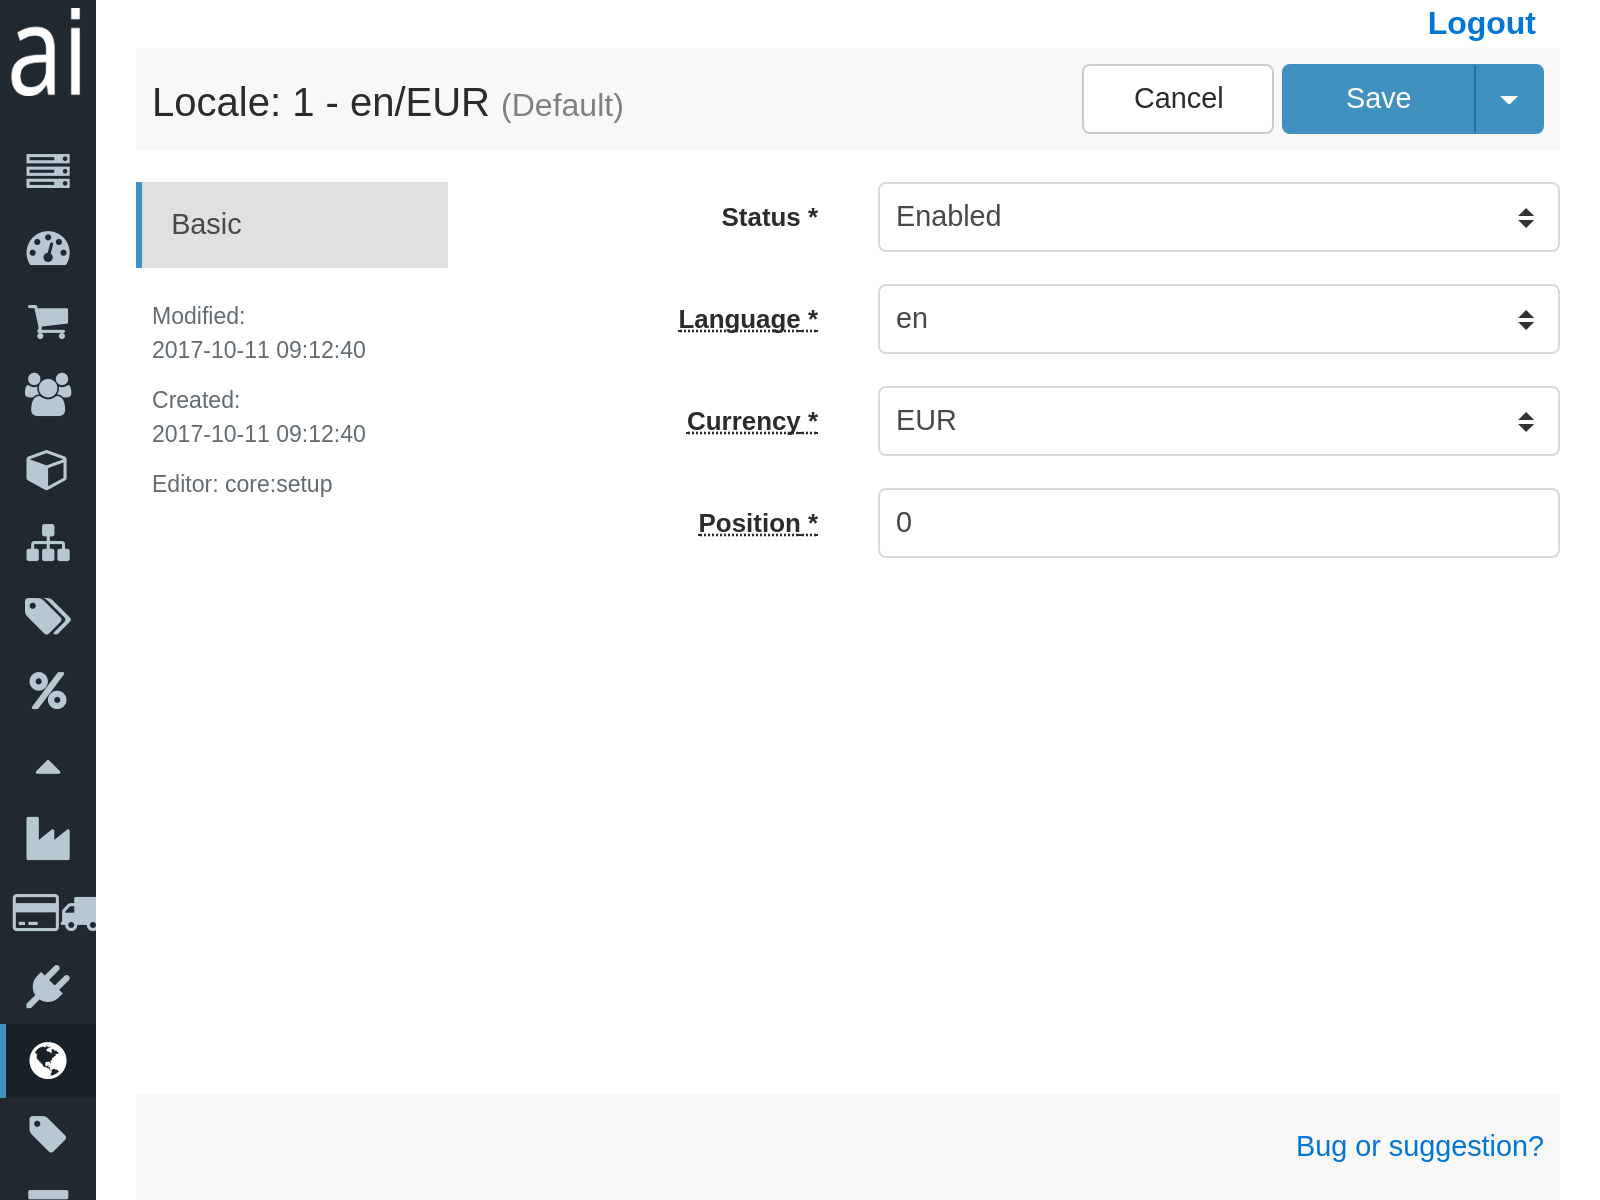 ai
Logout
Locale: 1 - en/EUR (Default)
Cancel
Save
Basic
Modified:
2017-10-11 09:12:40
Created:
2017-10-11 09:12:40
Editor: core:setup
Status *
Enabled
Language *
en
Currency *
EUR
Position *
0
Bug or suggestion?